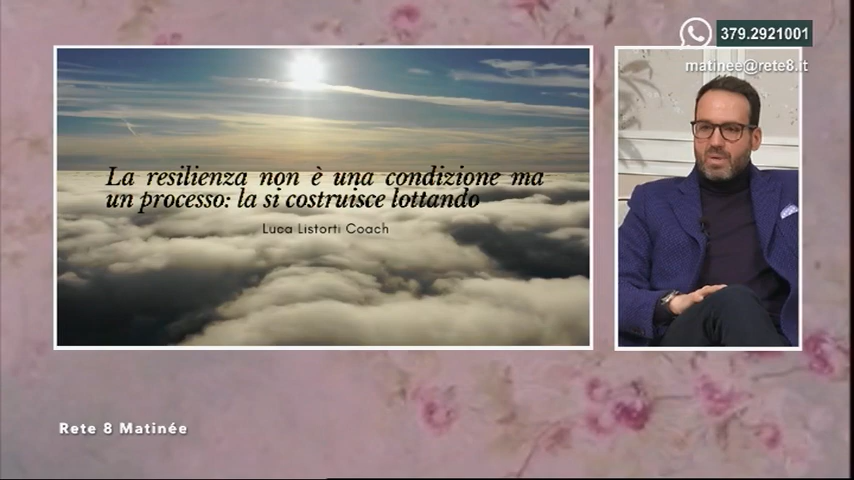 379.2921001
matinee@rete8.it
La resilienza non è una condizione ma
un processo: la si costruisce lottando
Luca Listorti Coach
Rete 8 Matinée